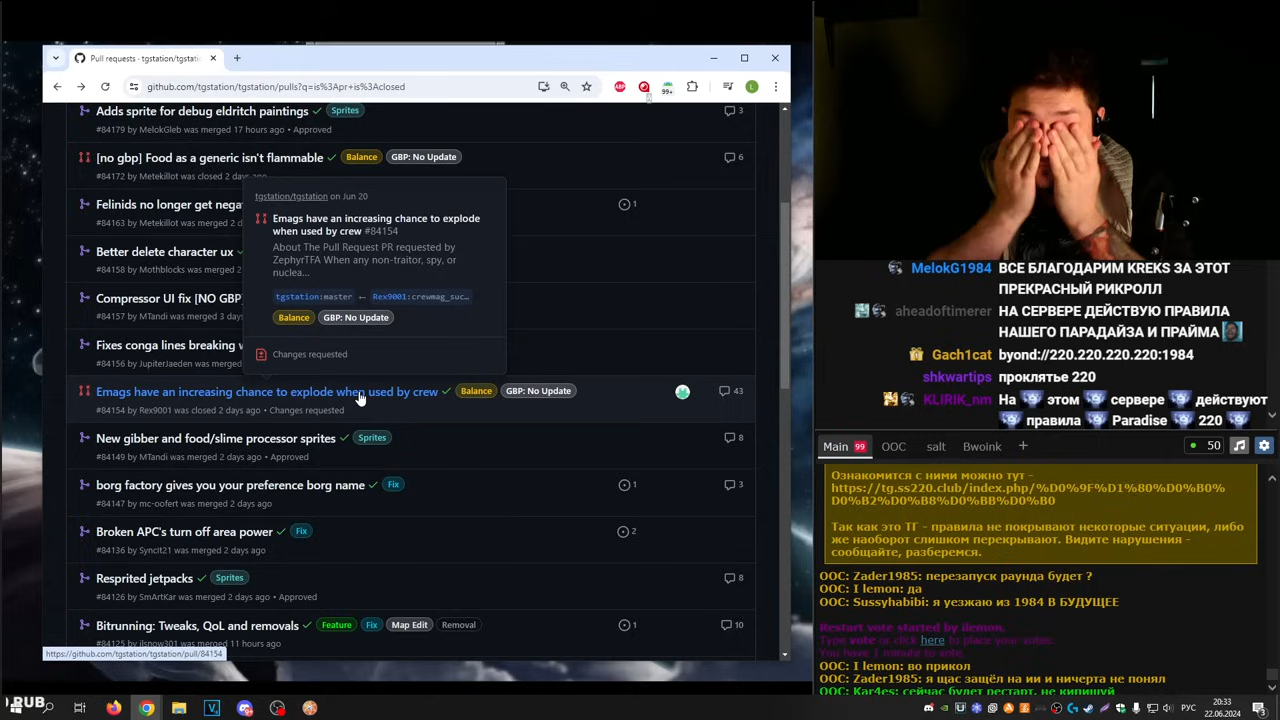 Pull requests · tgstation/tgstati
github.com/tgstation/tgstation/pulls?q=is%3Apr+is%3Aclosed
99+
Adds sprite for debug eldritch paintings Sprites 3
#84179 by MelokGleb was merged 17 hours ago • Approved
[no gbp] Food as a generic isn't flammable Balance GBP: No Update 6
#84172 by Metekillot was closed 2 days ago
Felinids no longer get nega 1
#84163 by Metekillot was merged 2 d
Better delete character ux
#84158 by Mothblocks was merged 2
Compressor UI fix [NO GBP]
#84157 by MTandi was merged 3 d
Fixes conga lines breaking
#84156 by JupiterJaeden was merged
tgstation/tgstation on Jun 20
Emags have an increasing chance to explode
when used by crew #84154
About The Pull Request PR requested by
ZephyrTFA When any non-traitor, spy, or
nuclea...
tgstation:master ← Rex9001:crewmag_suc…
Balance GBP: No Update
Changes requested
Emags have an increasing chance to explode when used by crew Balance GBP: No Update 43
#84154 by Rex9001 was closed 2 days ago • Changes requested
New gibber and food/slime processor sprites Sprites 8
#84149 by MTandi was merged 2 days ago • Approved
borg factory gives you your preference borg name Fix 1 3
#84147 by mc-oofert was merged 2 days ago
Broken APC's turn off area power Fix 2
#84136 by SyncIt21 was merged 2 days ago
Resprited jetpacks Sprites 8
#84126 by SmArtKar was merged 2 days ago • Approved
Bitrunning: Tweaks, QoL and removals Feature Fix Map Edit Removal 1 10
#84125 by jlsnow301 was merged 11 hours ago
https://github.com/tgstation/tgstation/pull/84154
MelokG1984 ВСЕ БЛАГОДАРИМ KREKS ЗА ЭТОТ
ПРЕКРАСНЫЙ РИКРОЛЛ
aheadoftimerer НА СЕРВЕРЕ ДЕЙСТВУЮ ПРАВИЛА
НАШЕГО ПАРАДАЙЗА И ПРАЙМА
Gach1cat byond://220.220.220.220:1984
shkwartips проклятье 220
KLIRIK_nm На этом сервере действуют
правила Paradise 220
Main 99 OOC salt Bwoink + 50
Ознакомится с ними можно тут -
https://tg.ss220.club/index.php/%D0%9F%D1%80%D0%B0%D0%B2%D0%B8%D0%BB%D0%B0
Так как это ТГ - правила не покрывают некоторые ситуации, либо
же наоборот слишком перекрывают. Видите нарушения -
сообщайте, разберемся.
OOC: Zader1985: перезапуск раунда будет ?
OOC: I lemon: да
OOC: Sussyhabibi: я уезжаю из 1984 В БУДУЩЕЕ
Restart vote started by ilemon.
Type vote or click here to place your votes.
You have 1 minute to vote.
OOC: I lemon: во прикол
OOC: Zader1985: я щас защёл на ии и ничерта не понял
OOC: Kar4es: сейчас будет рестарт, не кипишуй
RUB
РУС
20:33
22.06.2024
3